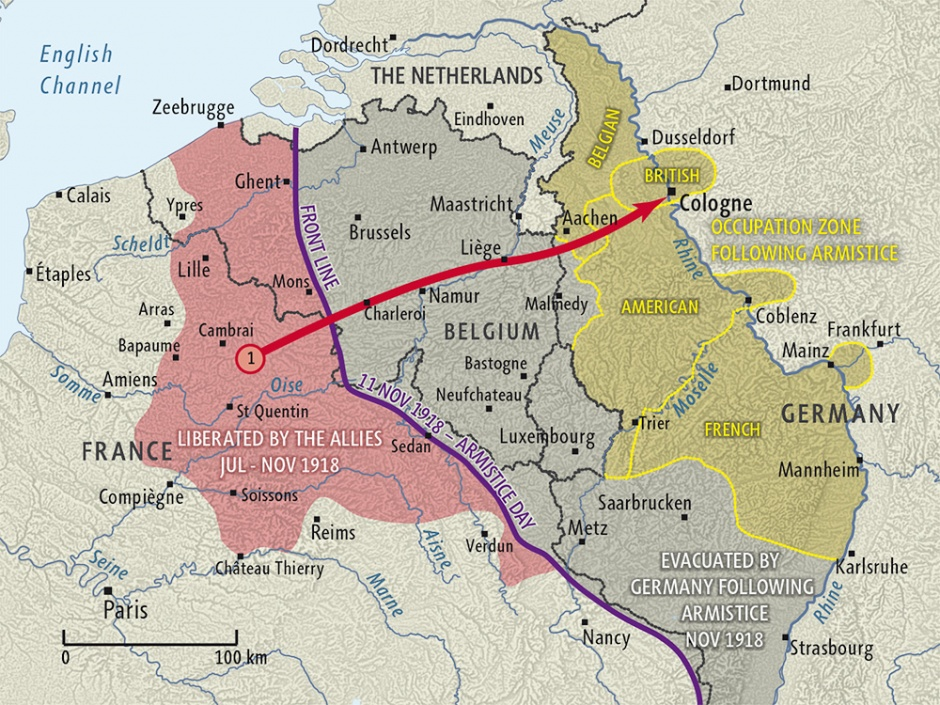 English
Channel
Dordrecht
THE NETHERLANDS
Dortmund
Zeebrugge
Eindhoven
Meuse
BELGIAN
Dusseldorf
Antwerp
BRITISH
Ghent
Calais
Ypres
Maastricht
Aachen
Cologne
FRONT LINE
Brussels
OCCUPATION ZONE
FOLLOWING ARMISTICE
Scheldt
Liège
Rhine
Étaples
Lille
Mons
Namur
Malmedy
AMERICAN
Arras
Charleroi
Coblenz
Cambrai
BELGIUM
Frankfurt
Bapaume
1
Mainz
Bastogne
Somme
Amiens
Oise
Neufchateau
Moselle
St Quentin
11 NOV 1918 – ARMISTICE DAY
GERMANY
Trier
FRENCH
FRANCE
LIBERATED BY THE ALLIES
JUL - NOV 1918
Sedan
Luxembourg
Mannheim
Compiègne
Soissons
Saarbrucken
Reims
Metz
Verdun
Aisne
Seine
Château Thierry
EVACUATED BY
GERMANY FOLLOWING
ARMISTICE
NOV 1918
Karlsruhe
Marne
Rhine
Paris
Nancy
Strasbourg
0
100 km